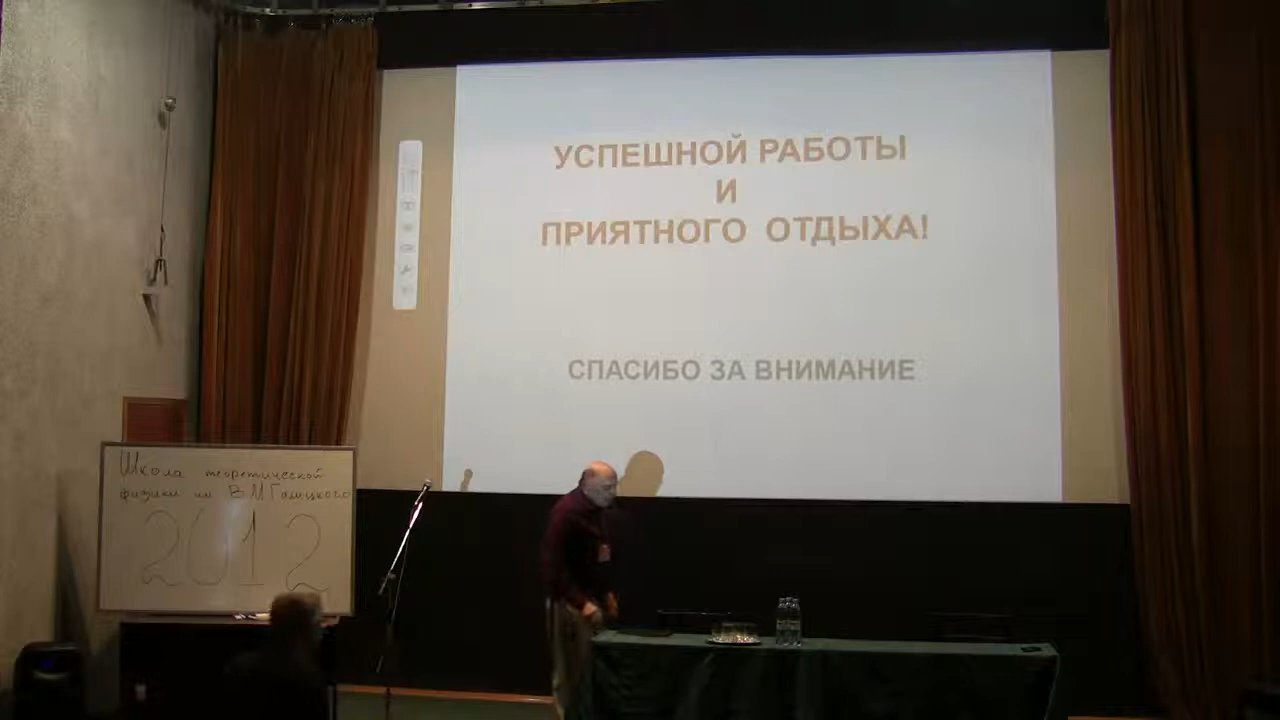 УСПЕШНОЙ РАБОТЫ
И
ПРИЯТНОГО ОТДЫХА!
СПАСИБО ЗА ВНИМАНИЕ
Школа теоретической
физики им В.М.Галицкого
2012